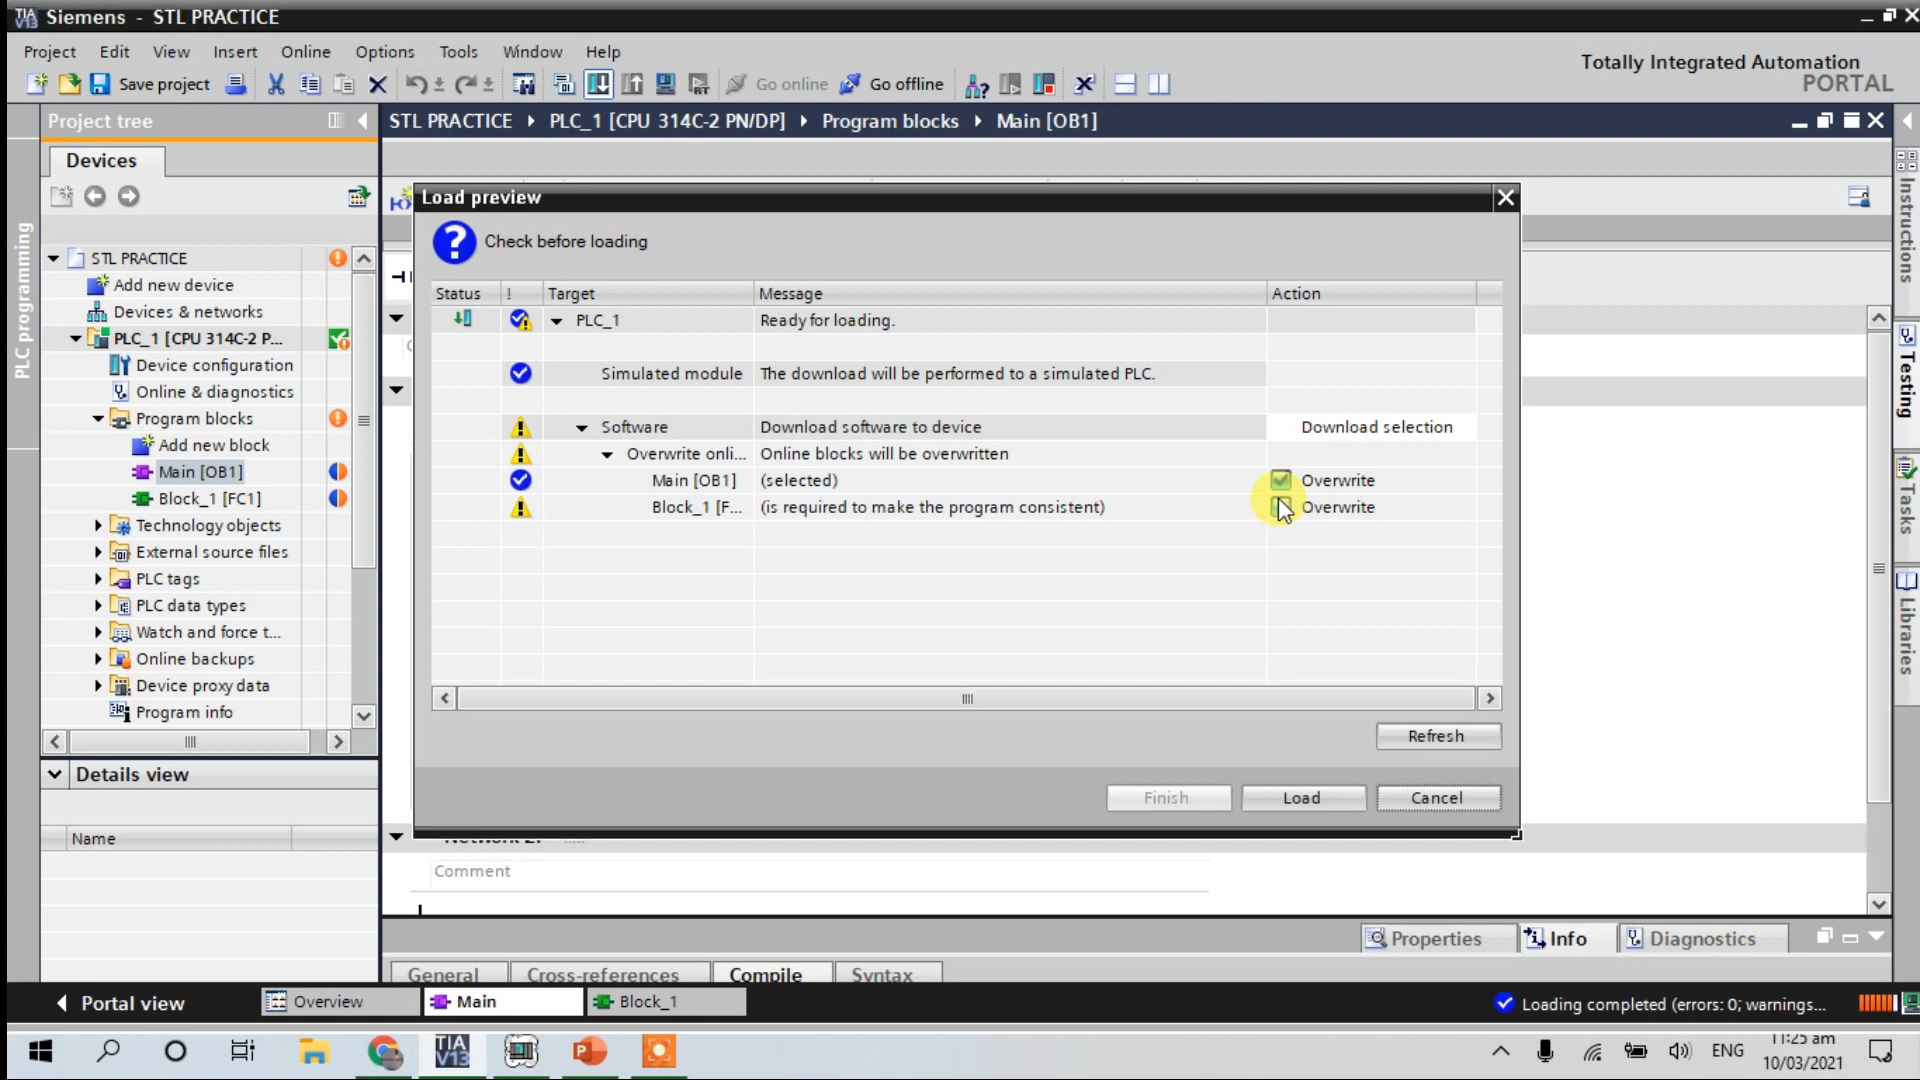 Siemens - STL PRACTICE
Project Edit View Insert Online Options Tools Window Help
Totally Integrated Automation
PORTAL
Save project
Go online
Go offline
Project tree
STL PRACTICE PLC_1 [CPU 314C-2 PN/DP] Program blocks Main [OB1]
Devices
PLC programming
STL PRACTICE
Add new device
Devices & networks
PLC_1 [CPU 314C-2 P...
Device configuration
Online & diagnostics
Program blocks
Add new block
Main [OB1]
Block_1 [FC1]
Technology objects
External source files
PLC tags
PLC data types
Watch and force t...
Online backups
Device proxy data
Program info
Details view
Name
Load preview
Check before loading
Status ! Target Message Action
PLC_1 Ready for loading.
Simulated module The download will be performed to a simulated PLC.
Software Download software to device Download selection
Overwrite onli... Online blocks will be overwritten
Main [OB1] (selected) Overwrite
Block_1 [F... (is required to make the program consistent) Overwrite
Refresh
Finish Load Cancel
Comment
Instructions
Testing
Tasks
Libraries
Properties Info Diagnostics
General Cross-references Compile Syntax
Portal view Overview Main Block_1
Loading completed (errors: 0; warnings...
TIA
V13
ENG
11:25 am
10/03/2021